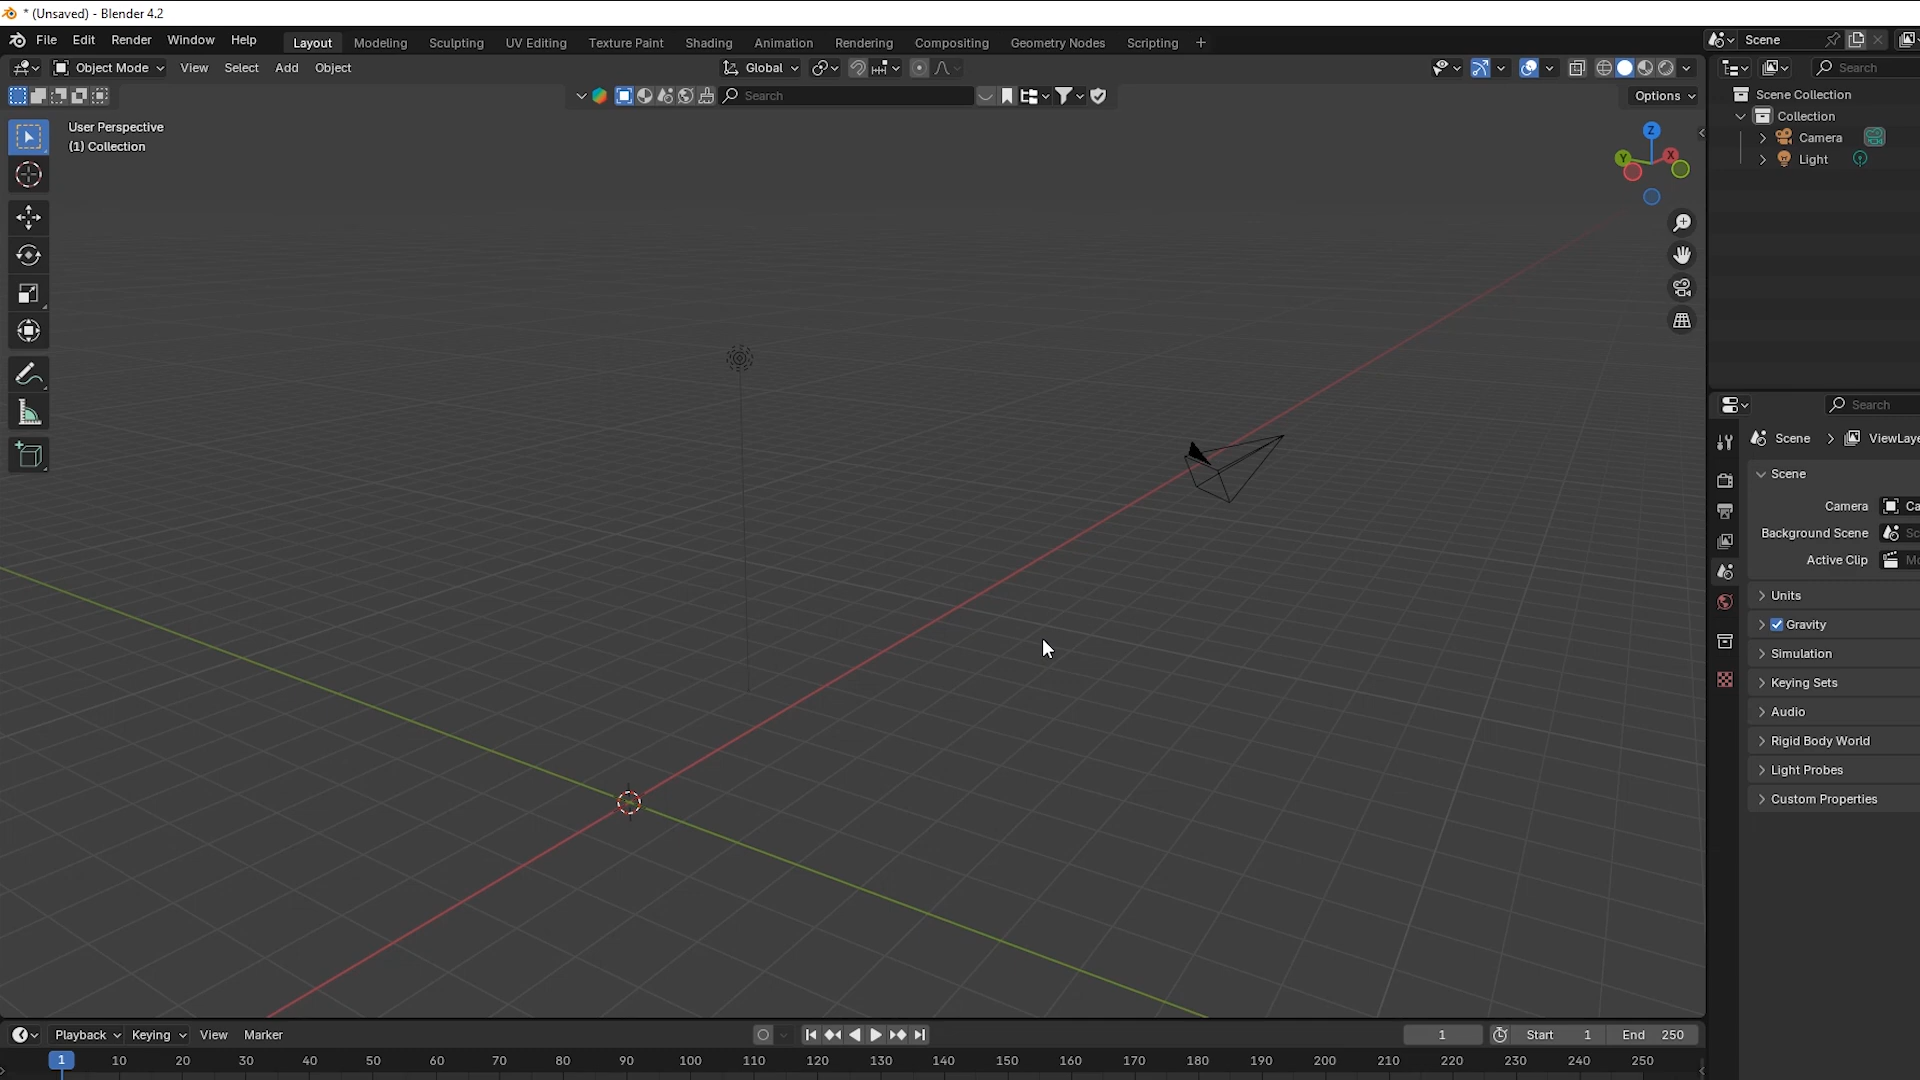 * (Unsaved) - Blender 4.2
File Edit Render Window Help Layout Modeling Sculpting UV Editing Texture Paint Shading Animation Rendering Compositing Geometry Nodes Scripting + Scene
Object Mode View Select Add Object Global Search
Search Options
User Perspective
(1) Collection
Z
Y X
Scene Collection
Collection
Camera
Light
Search
Scene > ViewLaye
Scene
Camera Ca
Background Scene Sc
Active Clip Mo
Units
Gravity
Simulation
Keying Sets
Audio
Rigid Body World
Light Probes
Custom Properties
Playback Keying View Marker 1 Start 1 End 250
1 10 20 30 40 50 60 70 80 90 100 110 120 130 140 150 160 170 180 190 200 210 220 230 240 250